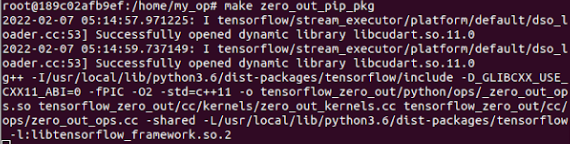 root@189c02afb9ef:/home/my_op# make zero_out_pip_pkg
2022-02-07 05:14:57.971225: I tensorflow/stream_executor/platform/default/dso_l
oader.cc:53] Successfully opened dynamic library libcudart.so.11.0
2022-02-07 05:14:59.737149: I tensorflow/stream_executor/platform/default/dso_l
oader.cc:53] Successfully opened dynamic library libcudart.so.11.0
g++ -I/usr/local/lib/python3.6/dist-packages/tensorflow/include -D_GLIBCXX_USE_
CXX11_ABI=0 -fPIC -O2 -std=c++11 -o tensorflow_zero_out/python/ops/_zero_out_op
s.so tensorflow_zero_out/cc/kernels/zero_out_kernels.cc tensorflow_zero_out/cc/
ops/zero_out_ops.cc -shared -L/usr/local/lib/python3.6/dist-packages/tensorflow
 -l:libtensorflow_framework.so.2